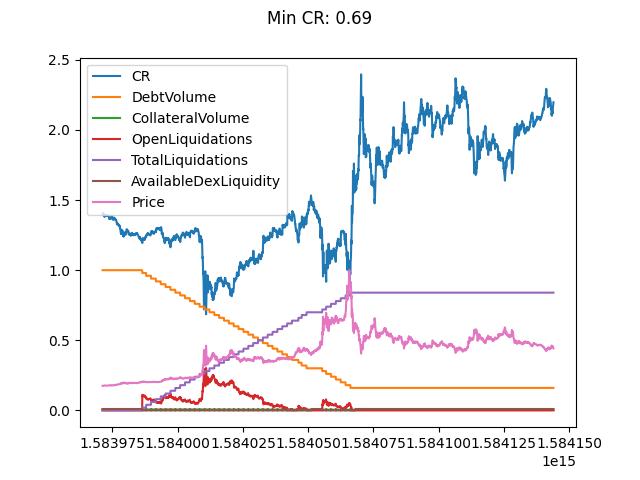 Min CR: 0.69
2.5
2.0
1.5
1.0
0.5
0.0
CR
DebtVolume
CollateralVolume
OpenLiquidations
TotalLiquidations
AvailableDexLiquidity
Price
1.583975 1.584000 1.584025 1.584050 1.584075 1.584100 1.584125 1.584150
1e15